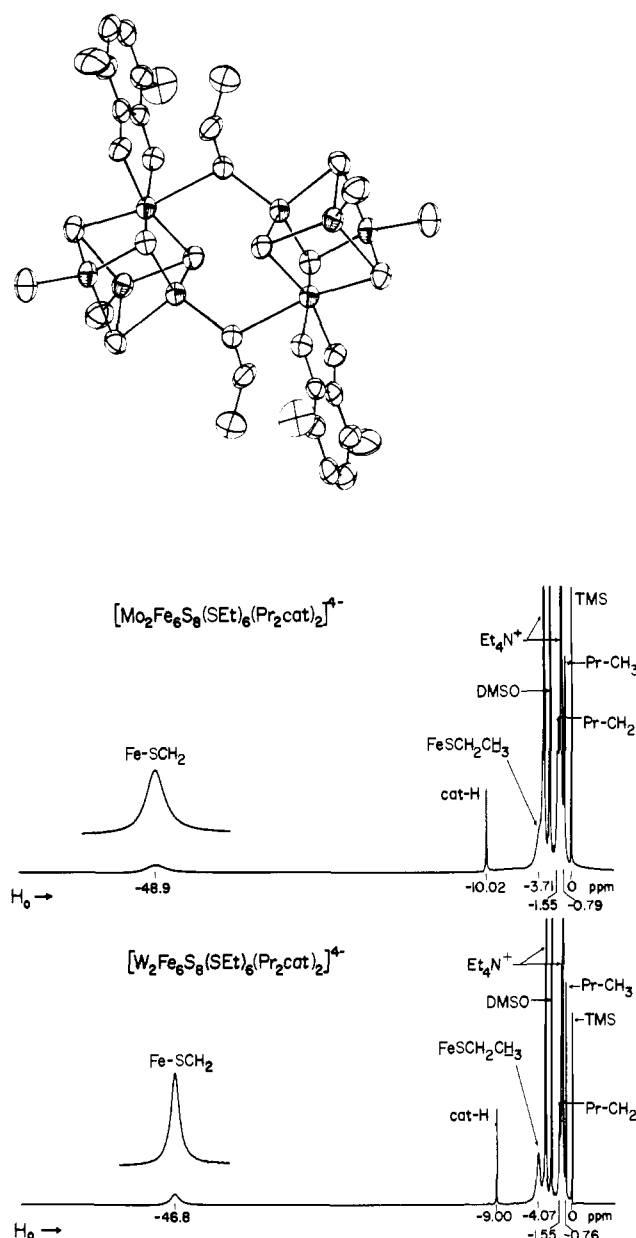 [Mo₂Fe₆S₈(SEt)₆(Pr₂cat)₂]⁴⁻
TMS
Et₄N⁺
Pr-CH₃
DMSO
Pr-CH₂
FeSCH₂CH₃
Fe-SCH₂
cat-H
H₀ →
-48.9
-10.02
-3.71
0
ppm
-1.55
-0.79
[W₂Fe₆S₈(SEt)₆(Pr₂cat)₂]⁴⁻
Et₄N⁺
Pr-CH₃
DMSO
TMS
FeSCH₂CH₃
Fe-SCH₂
Pr-CH₂
cat-H
H₀ →
-46.8
-9.00
-4.07
0
ppm
-1.55
-0.76